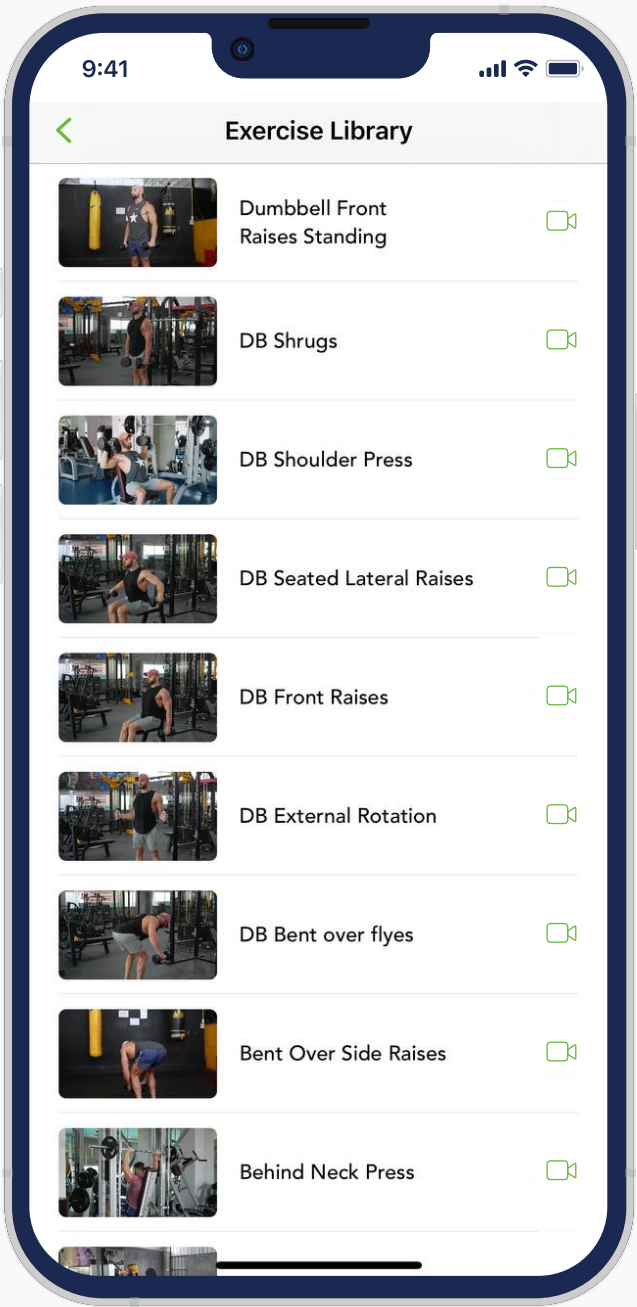 9:41
Exercise Library
Dumbbell Front
Raises Standing
DB Shrugs
DB Shoulder Press
DB Seated Lateral Raises
DB Front Raises
DB External Rotation
DB Bent over flyes
Bent Over Side Raises
Behind Neck Press